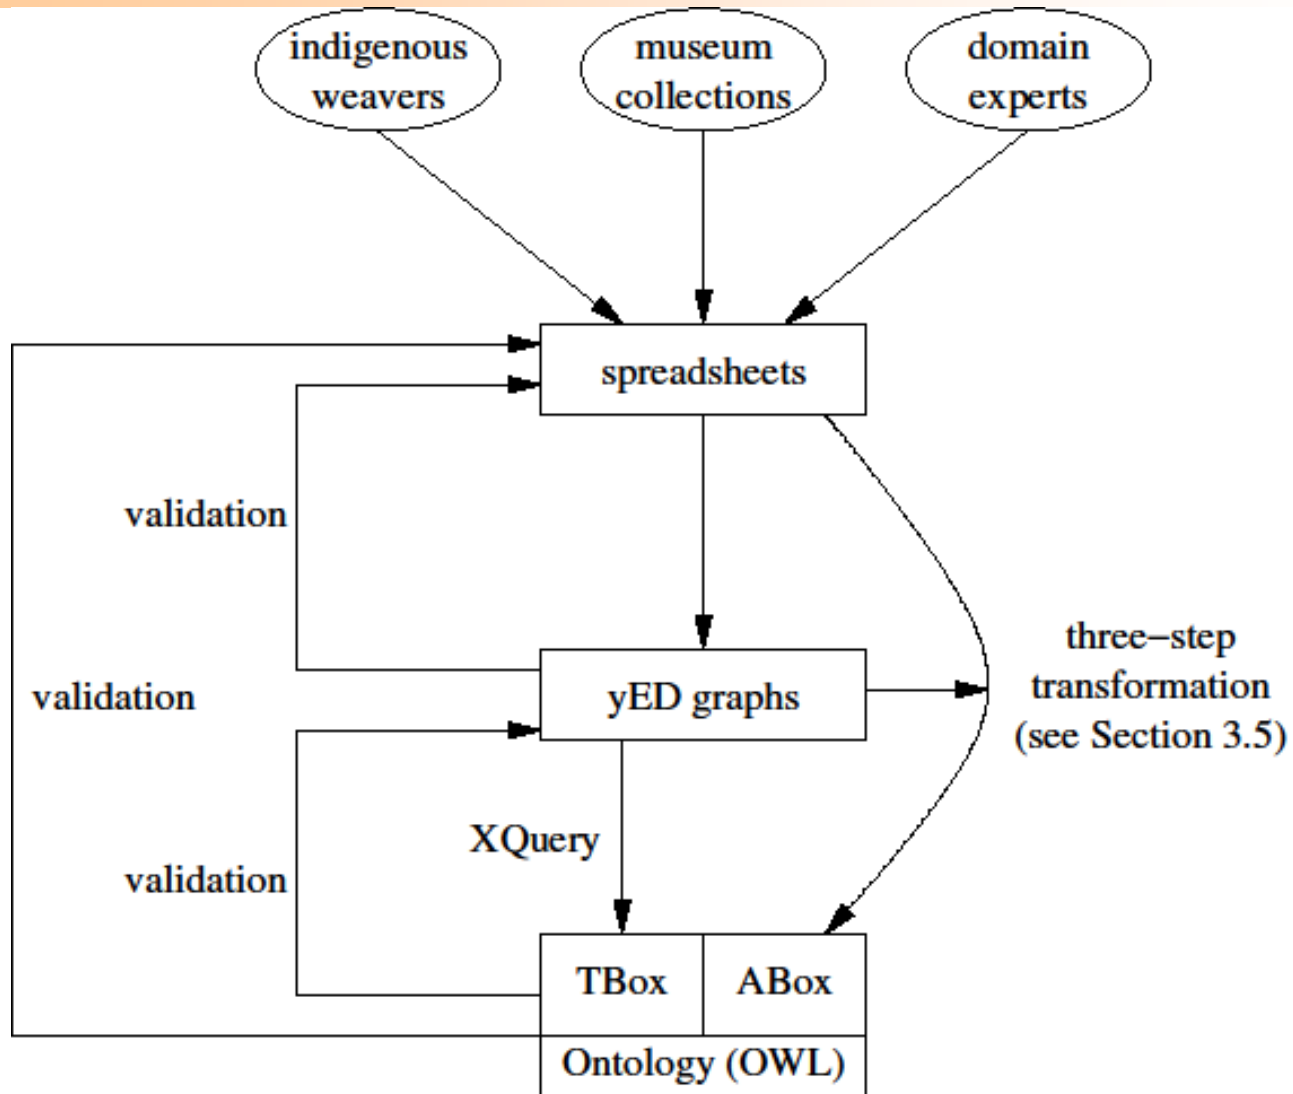 indigenous
weavers
museum
collections
domain
experts
spreadsheets
validation
three−step
transformation
(see Section 3.5)
validation
yED graphs
XQuery
validation
TBox
ABox
Ontology (OWL)